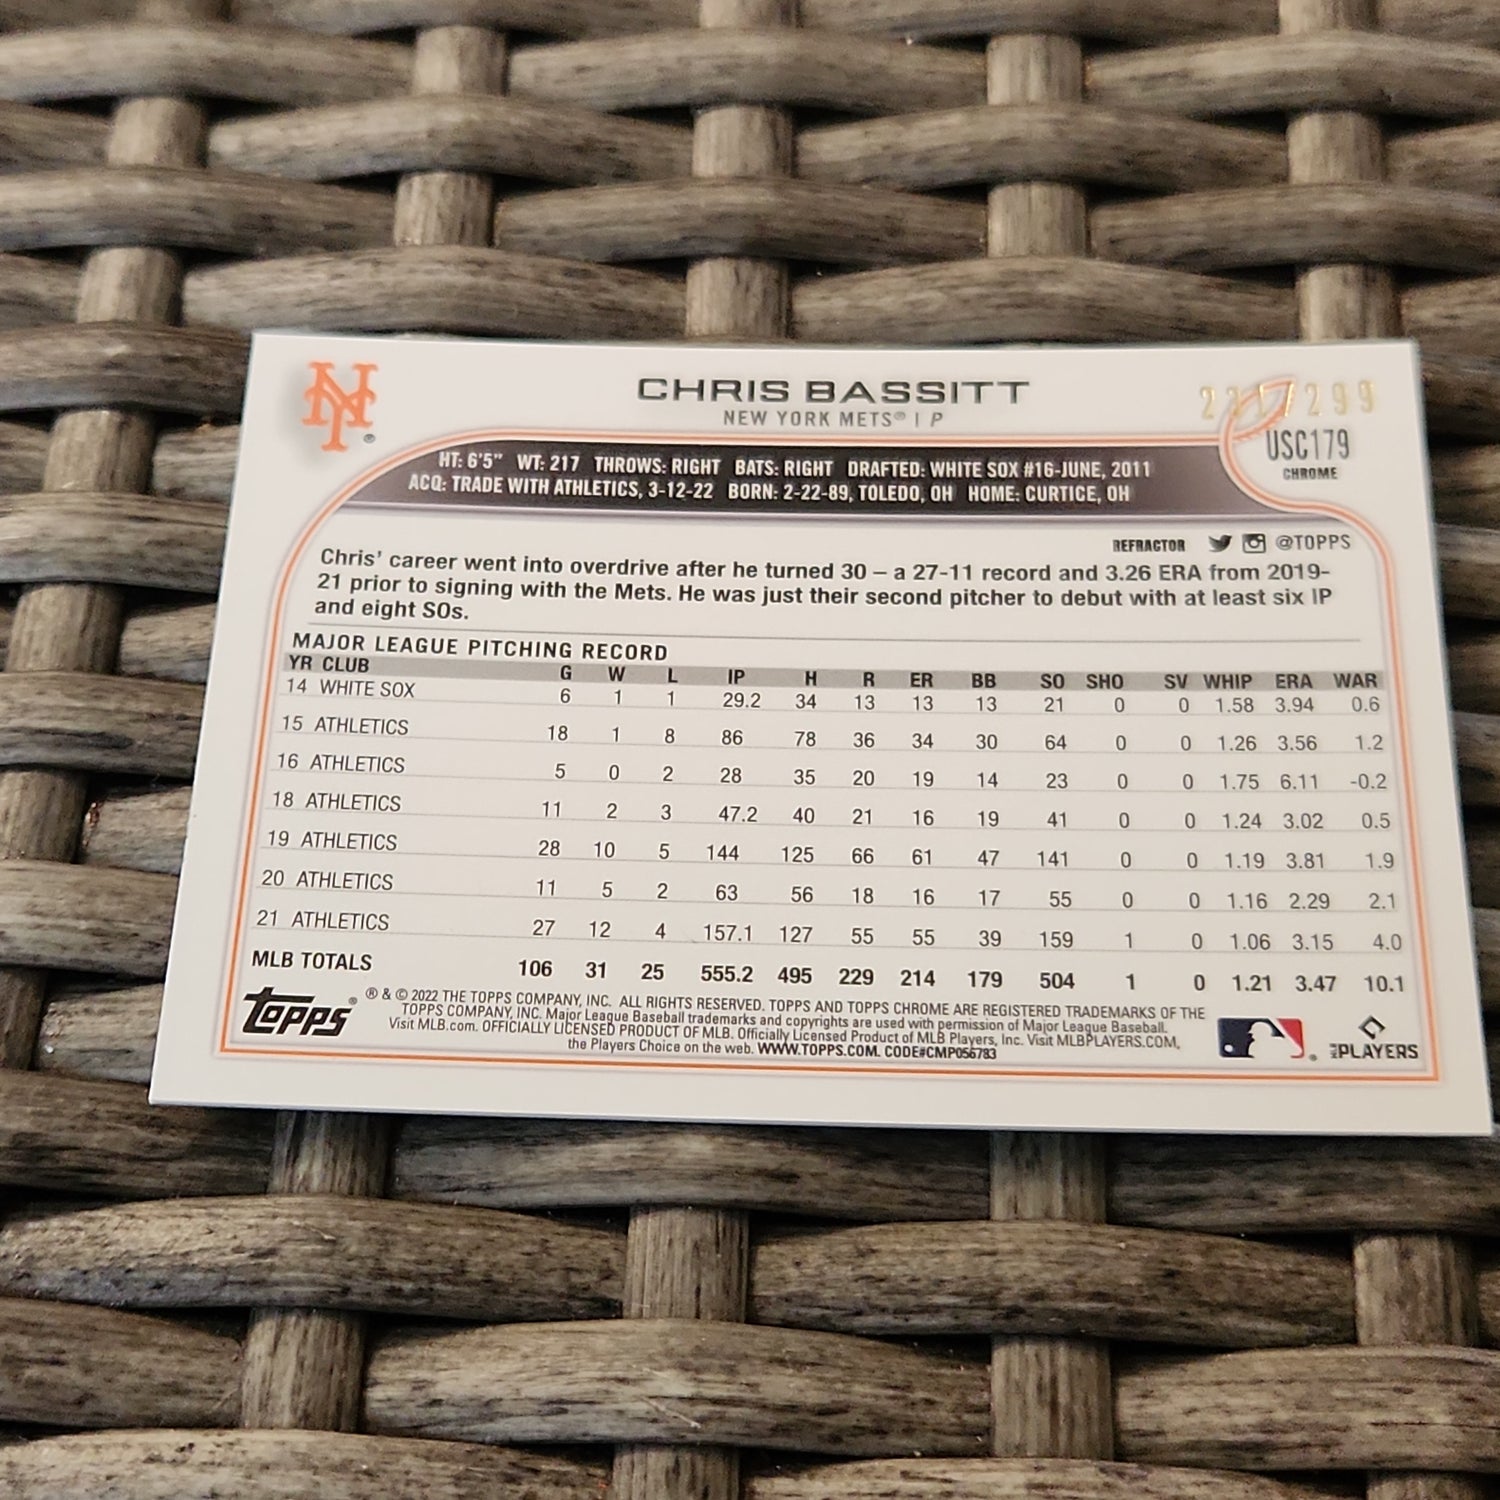 NY ®
CHRIS BASSITT
NEW YORK METS® | P
/299
USC179
CHROME
HT: 6'5" WT: 217 THROWS: RIGHT BATS: RIGHT DRAFTED: WHITE SOX #16-JUNE, 2011
ACQ: TRADE WITH ATHLETICS, 3-12-22 BORN: 2-22-89, TOLEDO, OH HOME: CURTICE, OH
REFRACTOR @TOPPS
Chris' career went into overdrive after he turned 30 – a 27-11 record and 3.26 ERA from 2019-
21 prior to signing with the Mets. He was just their second pitcher to debut with at least six IP
and eight SOs.
MAJOR LEAGUE PITCHING RECORD
YR CLUB G W L IP H R ER BB SO SHO SV WHIP ERA WAR
14 WHITE SOX 6 1 1 29.2 34 13 13 13 21 0 0 1.58 3.94 0.6
15 ATHLETICS 18 1 8 86 78 36 34 30 64 0 0 1.26 3.56 1.2
16 ATHLETICS 5 0 2 28 35 20 19 14 23 0 0 1.75 6.11 -0.2
18 ATHLETICS 11 2 3 47.2 40 21 16 19 41 0 0 1.24 3.02 0.5
19 ATHLETICS 28 10 5 144 125 66 61 47 141 0 0 1.19 3.81 1.9
20 ATHLETICS 11 5 2 63 56 18 16 17 55 0 0 1.16 2.29 2.1
21 ATHLETICS 27 12 4 157.1 127 55 55 39 159 1 0 1.06 3.15 4.0
MLB TOTALS 106 31 25 555.2 495 229 214 179 504 1 0 1.21 3.47 10.1
topps ®
® & © 2022 THE TOPPS COMPANY, INC. ALL RIGHTS RESERVED. TOPPS AND TOPPS CHROME ARE REGISTERED TRADEMARKS OF THE
TOPPS COMPANY, INC. Major League Baseball trademarks and copyrights are used with permission of Major League Baseball.
Visit MLB.com. OFFICIALLY LICENSED PRODUCT OF MLB. Officially Licensed Product of MLB Players, Inc. Visit MLBPLAYERS.COM,
the Players Choice on the web. WWW.TOPPS.COM. CODE#CMP056783
MLB PLAYERS